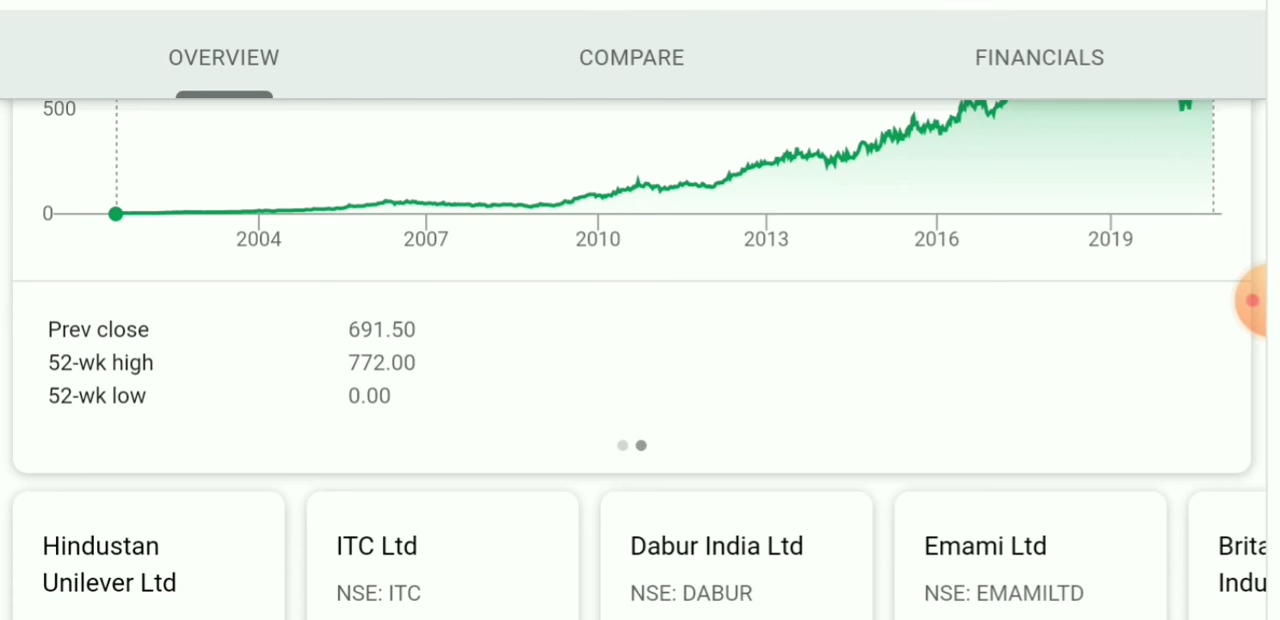 OVERVIEW COMPARE FINANCIALS
500
0
2004 2007 2010 2013 2016 2019
Prev close 691.50
52-wk high 772.00
52-wk low 0.00
Hindustan
Unilever Ltd
ITC Ltd
NSE: ITC
Dabur India Ltd
NSE: DABUR
Emami Ltd
NSE: EMAMILTD